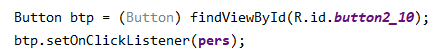 Button btp = (Button) findViewById(R.id.button2_10);
btp.setOnClickListener(pers);